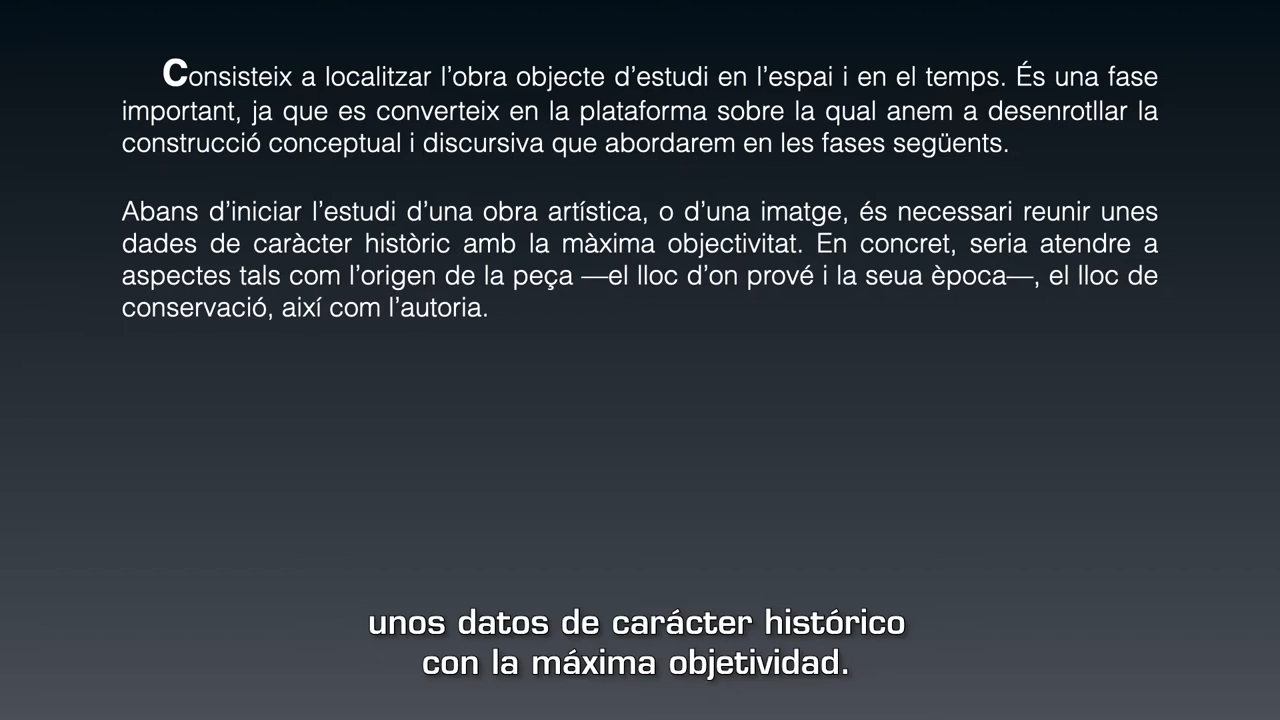 Consisteix a localitzar l’obra objecte d’estudi en l’espai i en el temps. És una fase
important, ja que es converteix en la plataforma sobre la qual anem a desenrotllar la
construcció conceptual i discursiva que abordarem en les fases següents.
Abans d’iniciar l’estudi d’una obra artística, o d’una imatge, és necessari reunir unes
dades de caràcter històric amb la màxima objectivitat. En concret, seria atendre a
aspectes tals com l’origen de la peça —el lloc d’on prové i la seua època—, el lloc de
conservació, així com l’autoria.
unos datos de carácter histórico
con la máxima objetividad.